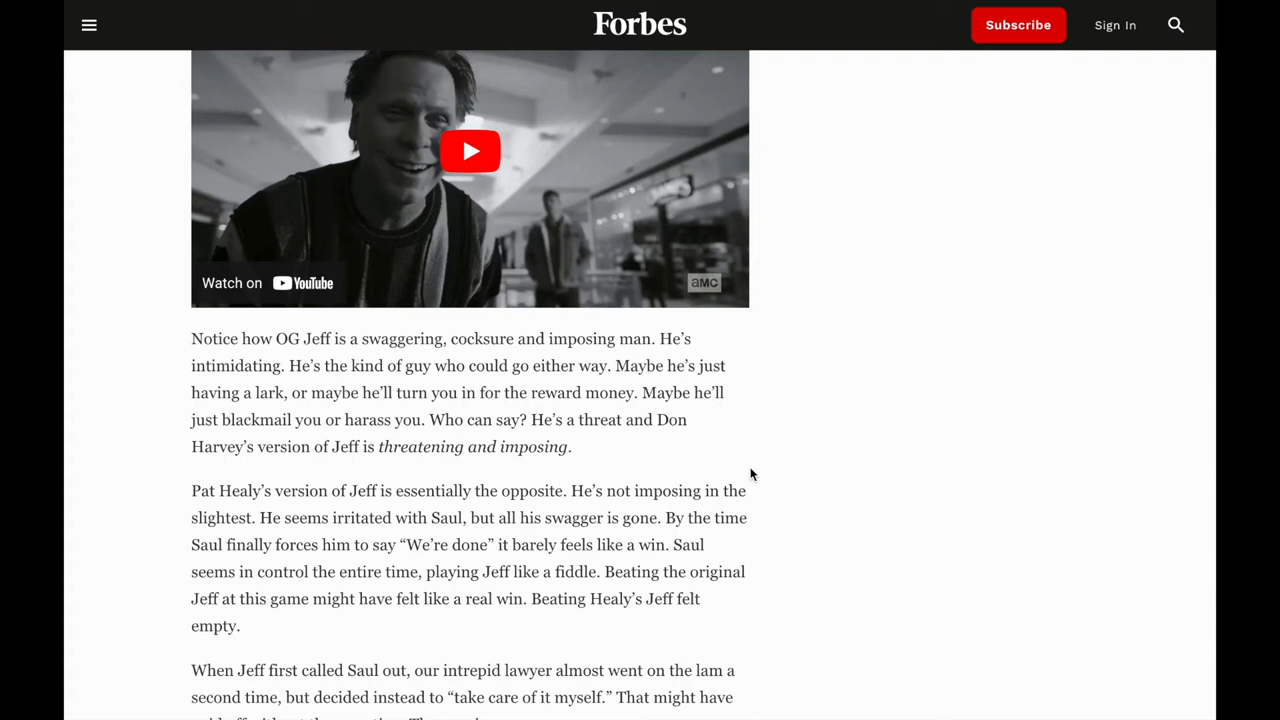 Forbes
Subscribe
Sign In
Watch on YouTube
aMC
Notice how OG Jeff is a swaggering, cocksure and imposing man. He’s
intimidating. He’s the kind of guy who could go either way. Maybe he’s just
having a lark, or maybe he’ll turn you in for the reward money. Maybe he’ll
just blackmail you or harass you. Who can say? He’s a threat and Don
Harvey’s version of Jeff is threatening and imposing.
Pat Healy’s version of Jeff is essentially the opposite. He’s not imposing in the
slightest. He seems irritated with Saul, but all his swagger is gone. By the time
Saul finally forces him to say “We’re done” it barely feels like a win. Saul
seems in control the entire time, playing Jeff like a fiddle. Beating the original
Jeff at this game might have felt like a real win. Beating Healy’s Jeff felt
empty.
When Jeff first called Saul out, our intrepid lawyer almost went on the lam a
second time, but decided instead to “take care of it myself.” That might have